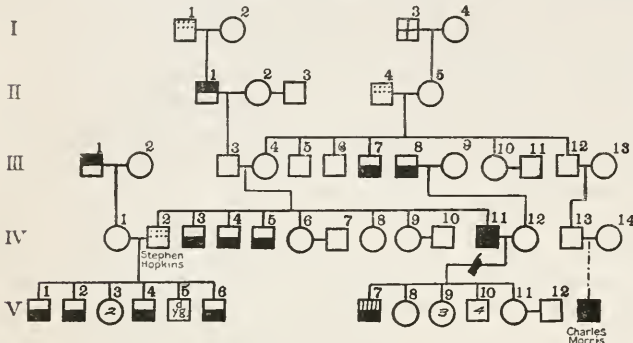 I 1 2 3 4
II 1 2 3 4 5
III 1 2 3 4 5 6 7 8 9 10 11 12 13
IV 1 2 3 4 5 6 7 8 9 10 11 12 13 14
Stephen
Hopkins
V 1 2 3 4 5 6 7 8 9 10 11 12
2 d 3 4
yg.
Charles
Morris